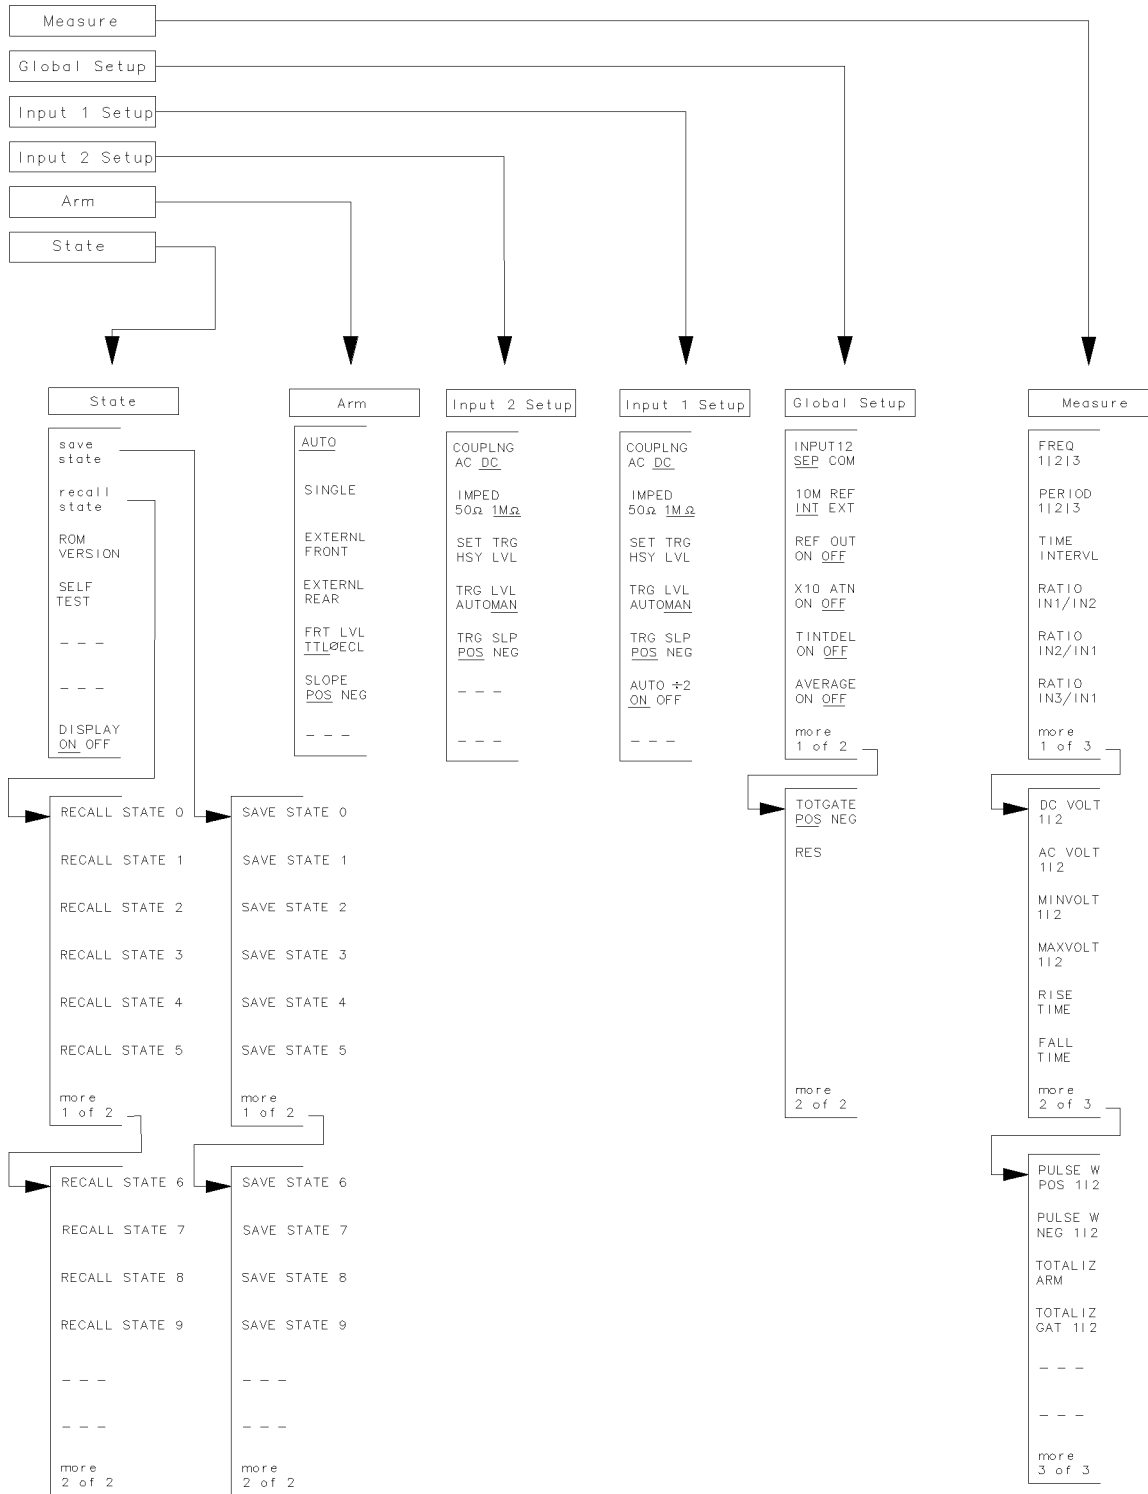 Measure
Global Setup
Input 1 Setup
Input 2 Setup
Arm
State
State
save
state
recall
state
ROM
VERSION
SELF
TEST
- - -
- - -
DISPLAY
ON OFF
Arm
AUTO
SINGLE
EXTERNL
FRONT
EXTERNL
REAR
FRT LVL
TTLØECL
SLOPE
POS NEG
- - -
Input 2 Setup
COUPLNG
AC DC
IMPED
50Ω 1MΩ
SET TRG
HSY LVL
TRG LVL
AUTOMAN
TRG SLP
POS NEG
- - -
- - -
Input 1 Setup
COUPLNG
AC DC
IMPED
50Ω 1MΩ
SET TRG
HSY LVL
TRG LVL
AUTOMAN
TRG SLP
POS NEG
AUTO ÷2
ON OFF
- - -
Global Setup
INPUT12
SEP COM
10M REF
INT EXT
REF OUT
ON OFF
X10 ATN
ON OFF
TINTDEL
ON OFF
AVERAGE
ON OFF
more
1 of 2
Measure
FREQ
1|2|3
PERIOD
1|2|3
TIME
INTERVL
RATIO
IN1/IN2
RATIO
IN2/IN1
RATIO
IN3/IN1
more
1 of 3
RECALL STATE 0
RECALL STATE 1
RECALL STATE 2
RECALL STATE 3
RECALL STATE 4
RECALL STATE 5
more
1 of 2
SAVE STATE 0
SAVE STATE 1
SAVE STATE 2
SAVE STATE 3
SAVE STATE 4
SAVE STATE 5
more
1 of 2
TOTGATE
POS NEG
RES
more
2 of 2
DC VOLT
1|2
AC VOLT
1|2
MINVOLT
1|2
MAXVOLT
1|2
RISE
TIME
FALL
TIME
more
2 of 3
RECALL STATE 6
RECALL STATE 7
RECALL STATE 8
RECALL STATE 9
- - -
- - -
more
2 of 2
SAVE STATE 6
SAVE STATE 7
SAVE STATE 8
SAVE STATE 9
- - -
- - -
more
2 of 2
PULSE W
POS 1|2
PULSE W
NEG 1|2
TOTALIZ
ARM
TOTALIZ
GAT 1|2
- - -
- - -
more
3 of 3